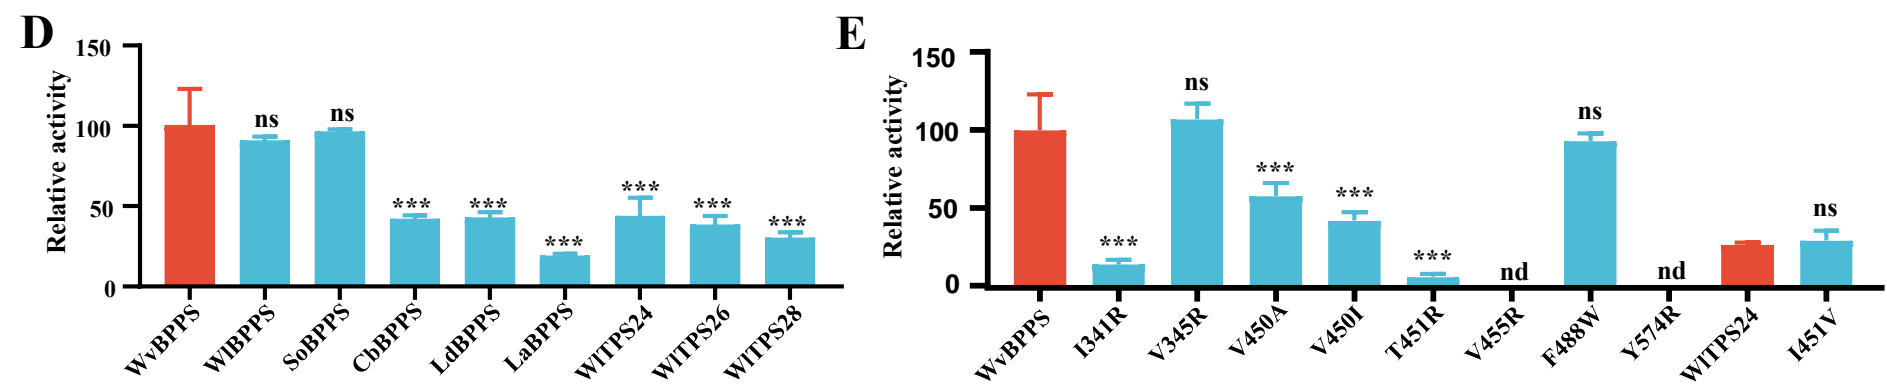 D
Relative activity
150
100
50
0
ns
ns
***
***
***
***
***
***
WvBPPS
WlBPPS
SoBPPS
CbBPPS
LdBPPS
LaBPPS
WlTPS24
WlTPS26
WlTPS28
E
Relative activity
150
100
50
0
***
ns
***
***
***
nd
ns
nd
ns
WvBPPS
I341R
V345R
V450A
V450I
T451R
V455R
F488W
Y574R
WlTPS24
I451V